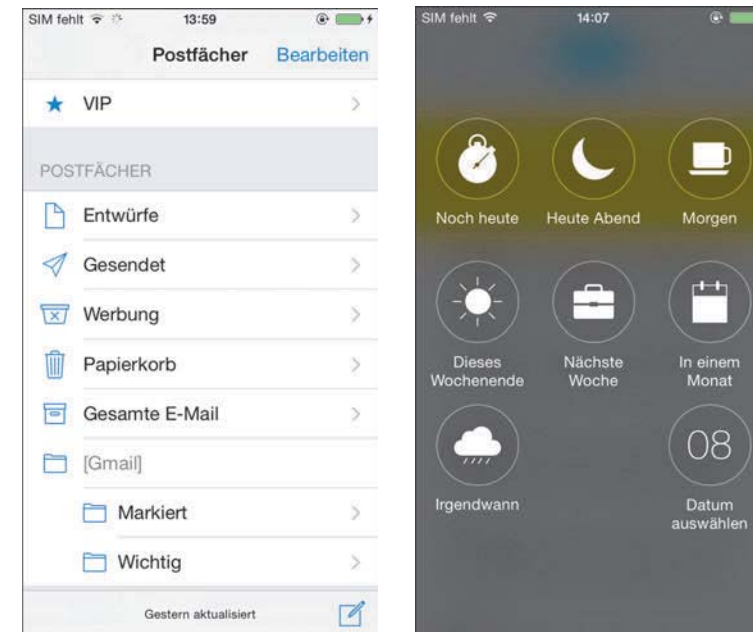 SIM fehlt 13:59
Postfächer Bearbeiten
VIP
POSTFÄCHER
Entwürfe
Gesendet
Werbung
Papierkorb
Gesamte E-Mail
[Gmail]
Markiert
Wichtig
Gestern aktualisiert
SIM fehlt 14:07
Noch heute Heute Abend Morgen
Dieses Nächste In einem
Wochenende Woche Monat
08
Irgendwann Datum
auswählen